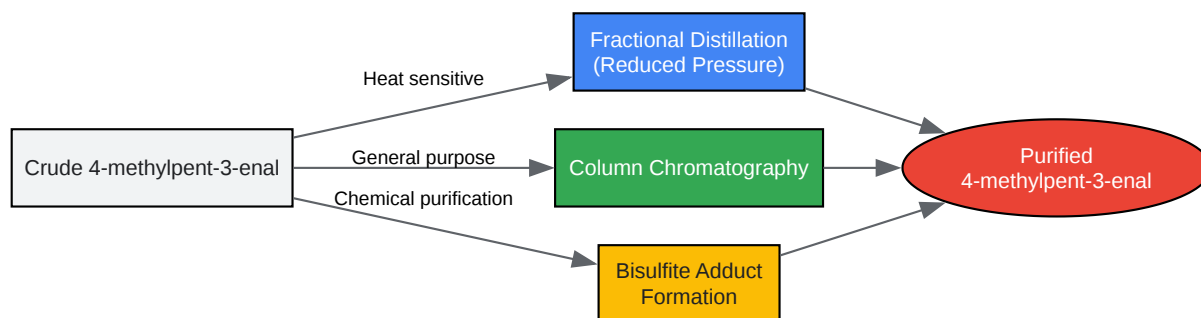 Fractional Distillation
(Reduced Pressure)
Heat sensitive
Crude 4-methylpent-3-enal
General purpose
Column Chromatography
Purified
4-methylpent-3-enal
Chemical purification
Bisulfite Adduct
Formation